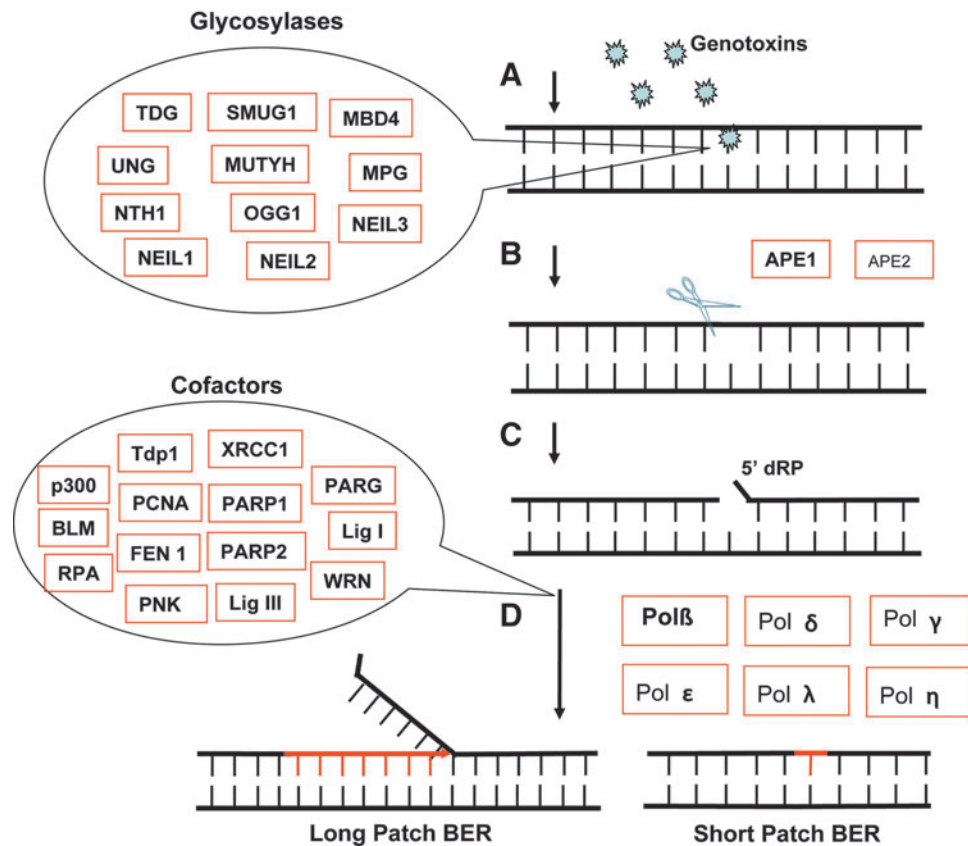 Glycosylases
TDG
SMUG1
MBD4
UNG
MUTYH
MPG
NTH1
OGG1
NEIL3
NEIL1
NEIL2
Genotoxins
A
B
APE1
APE2
C
5' dRP
Cofactors
Tdp1
XRCC1
p300
PCNA
PARP1
PARG
BLM
Lig I
FEN 1
PARP2
RPA
WRN
PNK
Lig III
D
Polß
Pol δ
Pol γ
Pol ε
Pol λ
Pol η
Long Patch BER
Short Patch BER